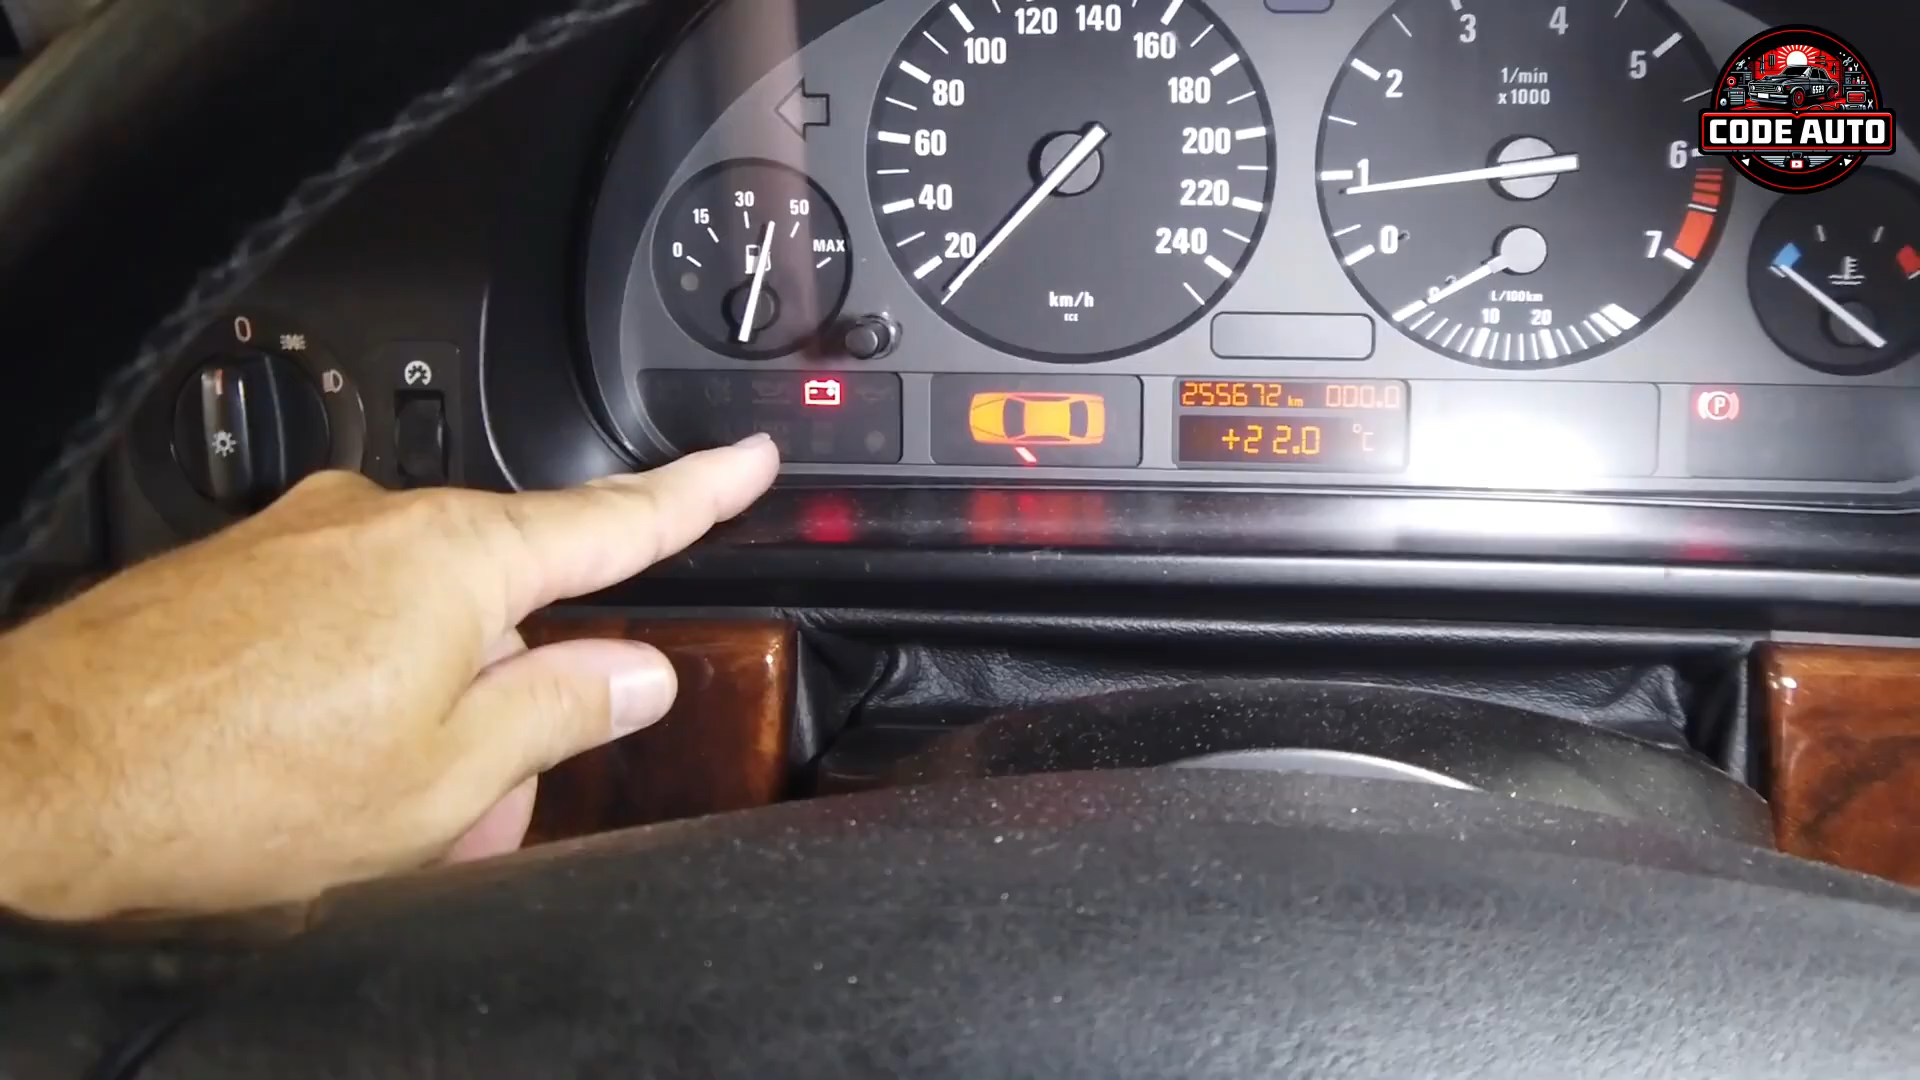 120 140
100 160
80 180
60 200
40 220
20 240
km/h
ECE
0 15 30 50 MAX
0 1 2 3 4 5 6 7
1/min
x 1000
L/100km
10 20
255672 km 000.0
+22.0 °C
P
0
CODE AUTO